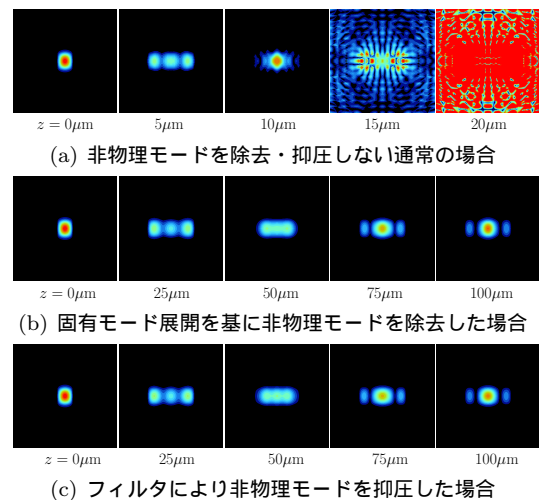 z = 0μm 5μm 10μm 15μm 20μm
(a) 非物理モードを除去・抑圧しない通常の場合
z = 0μm 25μm 50μm 75μm 100μm
(b) 固有モード展開を基に非物理モードを除去した場合
z = 0μm 25μm 50μm 75μm 100μm
(c) フィルタにより非物理モードを抑圧した場合